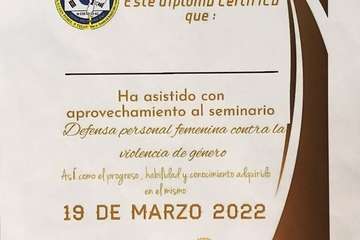 Este diploma certifica
que :
Ha asistido con
aprovechamiento al seminario
Defensa personal femenina contra la
violencia de género
Así como el progreso, habilidad y conocimiento adquirido
en el mismo
19 DE MARZO 2022